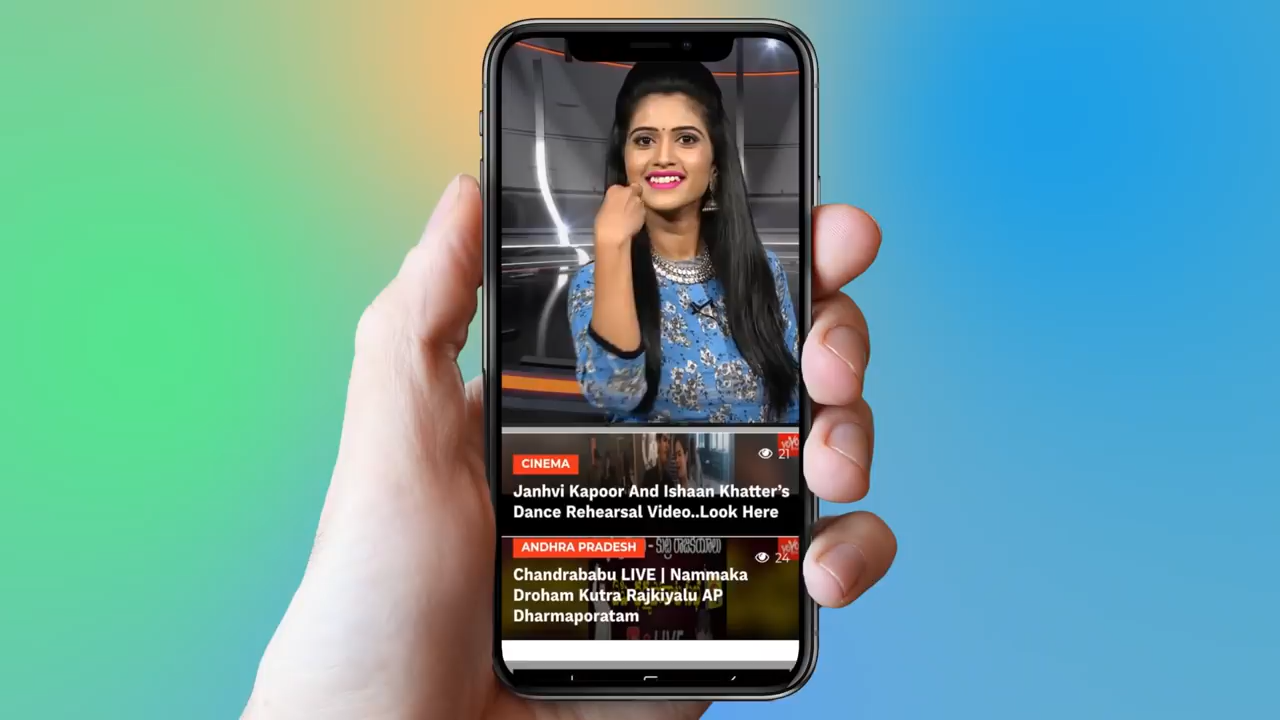 CINEMA
21
Janhvi Kapoor And Ishaan Khatter's
Dance Rehearsal Video..Look Here
ANDHRA PRADESH
24
Chandrababu LIVE | Nammaka
Droham Kutra Rajkiyalu AP
Dharmaporatam
LIVE